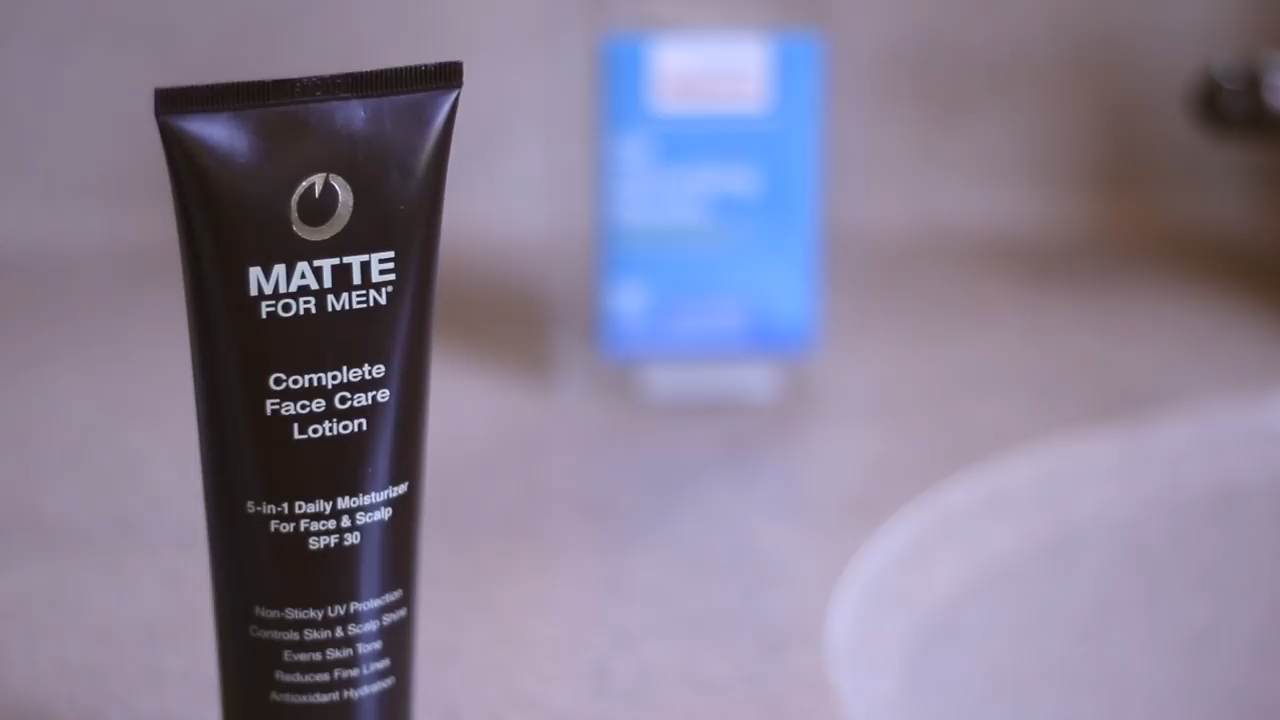 MATTE
FOR MEN®
Complete
Face Care
Lotion
5-in-1 Daily Moisturizer
For Face & Scalp
SPF 30
Non-Sticky UV Protection
Controls Skin & Scalp Shine
Evens Skin Tone
Reduces Fine Lines
Antioxidant Hydration